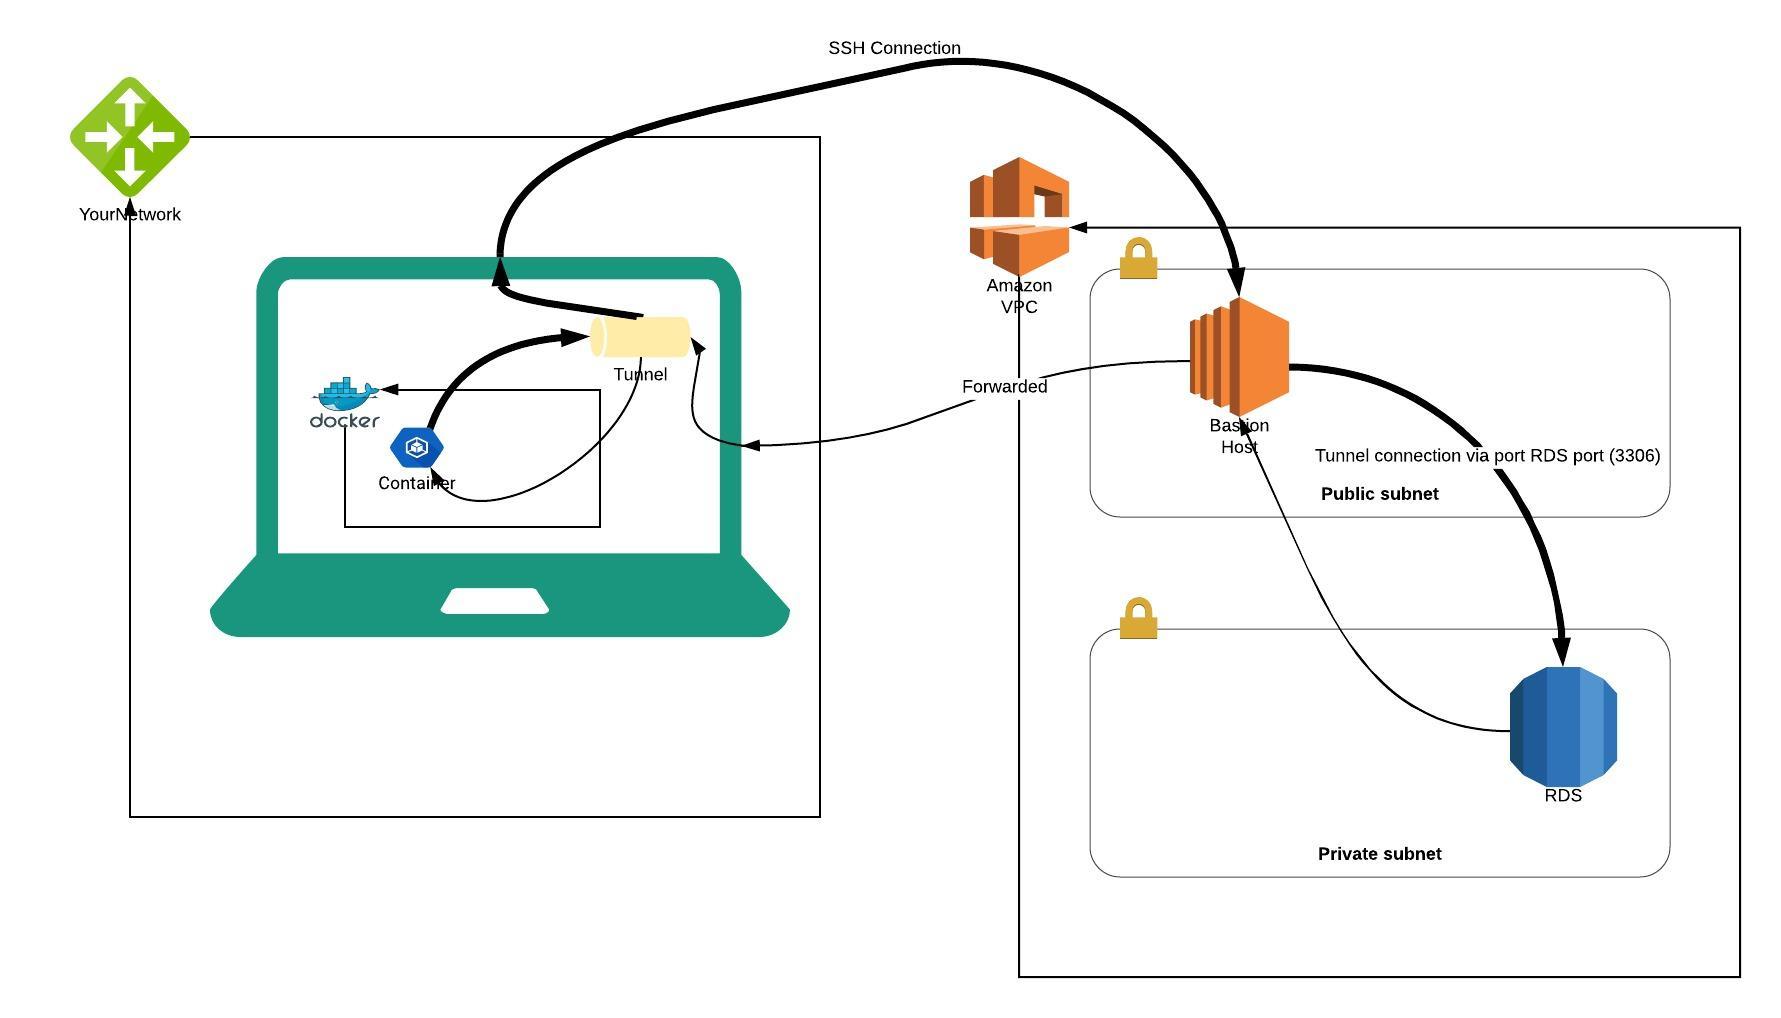 SSH Connection
YourNetwork
Amazon
VPC
Tunnel
docker
Container
Forwarded
Bastion
Host
Tunnel connection via port RDS port (3306)
Public subnet
RDS
Private subnet